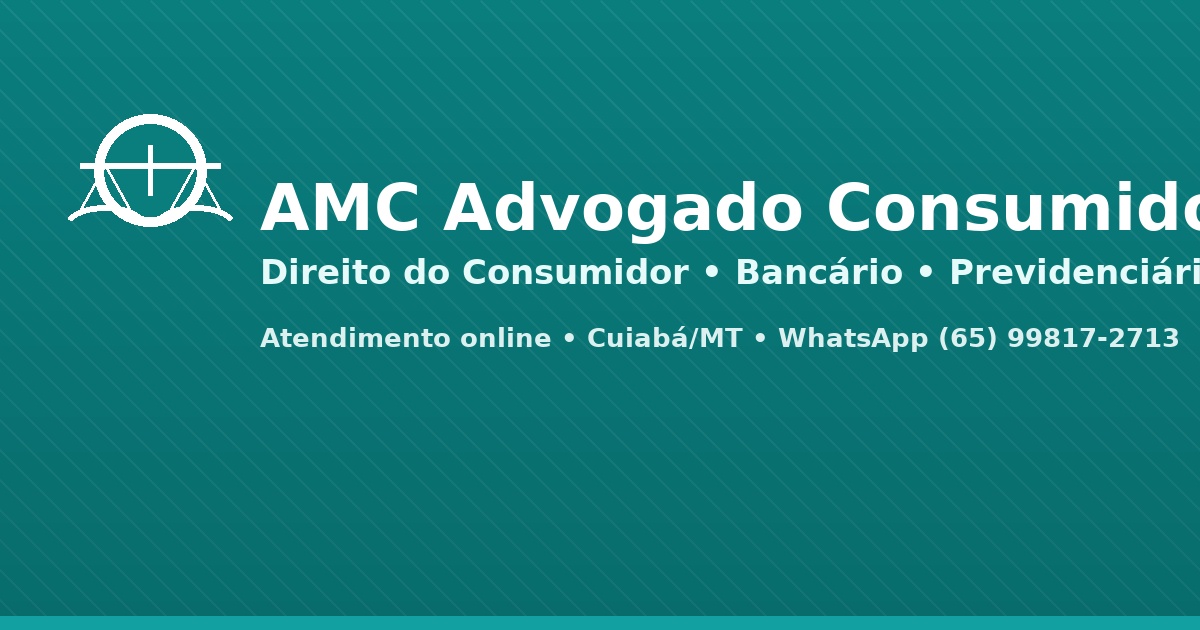 AMC Advogado Consumido
Direito do Consumidor • Bancário • Previdenciári
Atendimento online • Cuiabá/MT • WhatsApp (65) 99817-2713